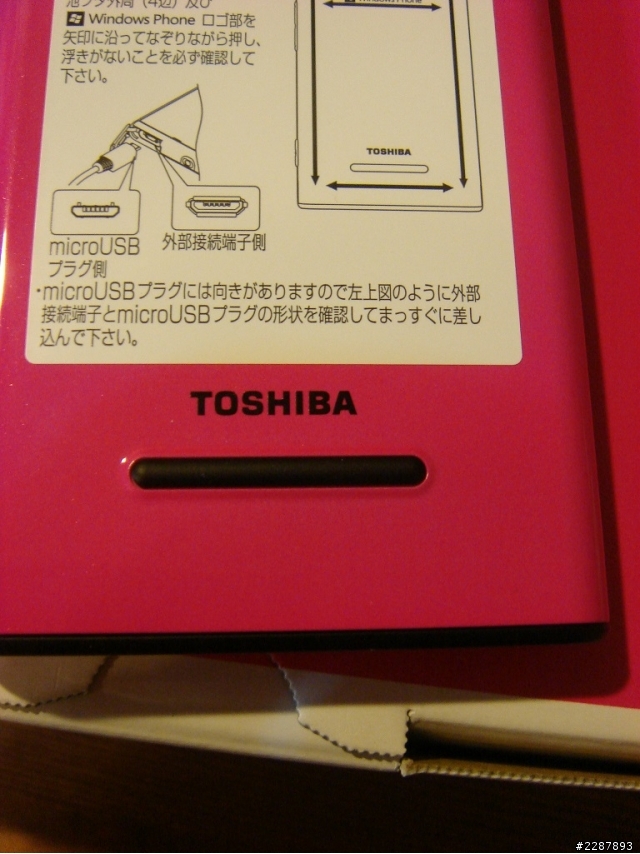 池フタ外周（4辺）及び
Windows Phone ロゴ部を
矢印に沿ってなぞりながら押し、
浮きがないことを必ず確認して
下さい。
Windows Phone
TOSHIBA
microUSB
プラグ側
外部接続端子側
・microUSBプラグには向きがありますので左上図のように外部
接続端子とmicroUSBプラグの形状を確認してまっすぐに差し
込んで下さい。
TOSHIBA
#2287893